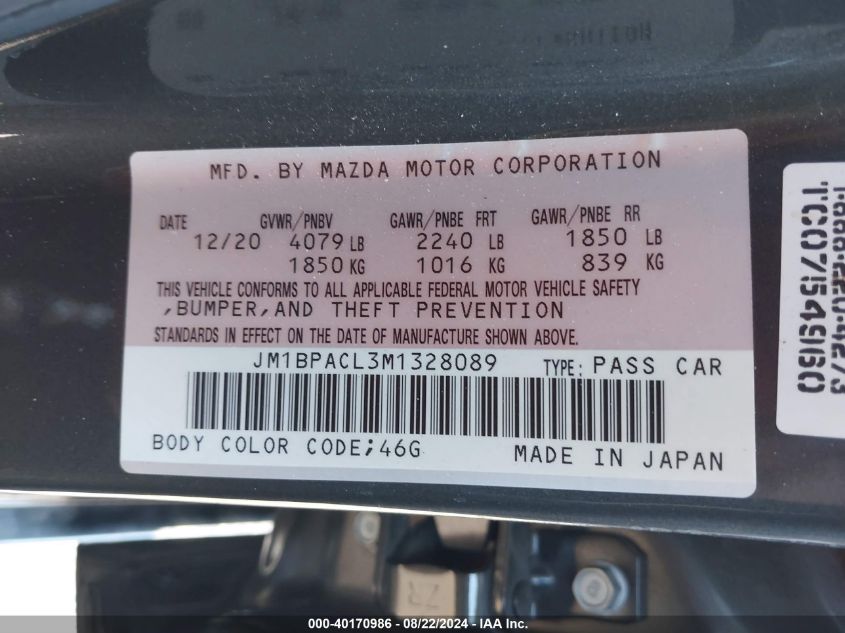 MFD. BY MAZDA MOTOR CORPORATION
DATE GVWR/PNBV GAWR/PNBE FRT GAWR/PNBE RR
12/20 4079 LB 2240 LB 1850 LB
1850 KG 1016 KG 839 KG
THIS VEHICLE CONFORMS TO ALL APPLICABLE FEDERAL MOTOR VEHICLE SAFETY
,BUMPER,AND THEFT PREVENTION
STANDARDS IN EFFECT ON THE DATE OF MANUFACTURE SHOWN ABOVE.
JM1BPACL3M1328089 TYPE: PASS CAR
BODY COLOR CODE;46G MADE IN JAPAN
000-40170986 - 08/22/2024 - IAA Inc.